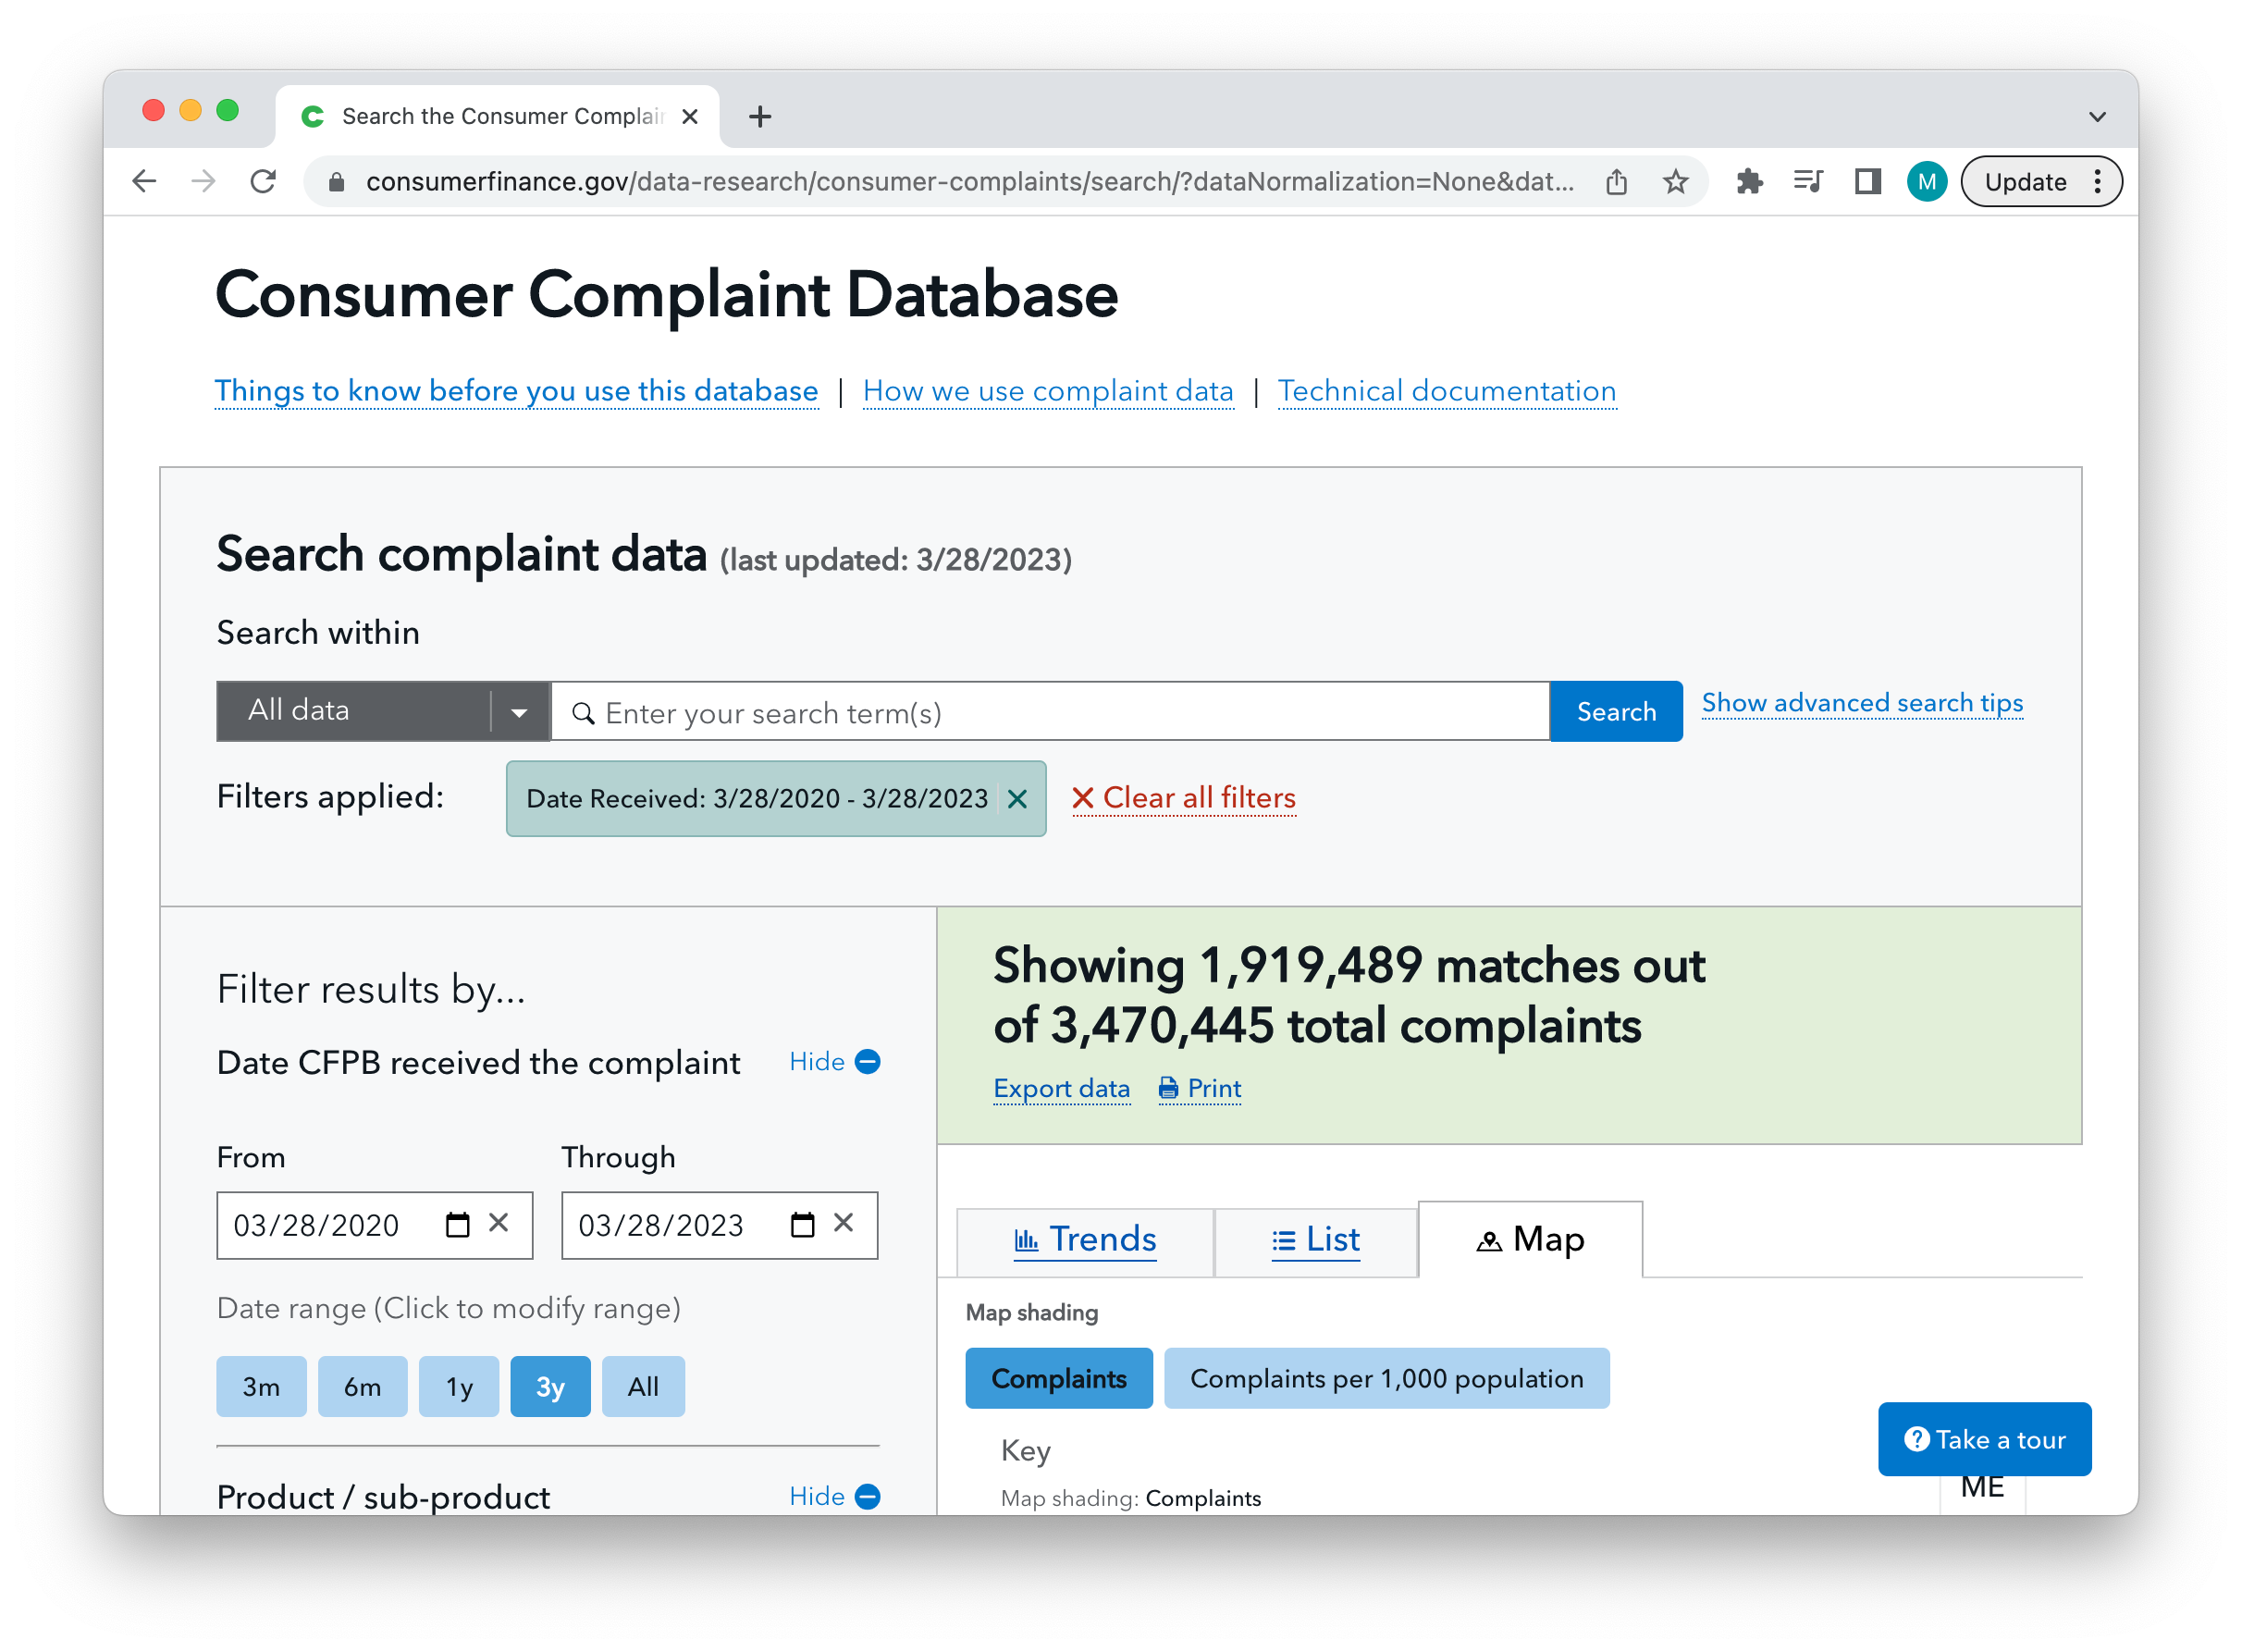 Search the Consumer Complain
consumerfinance.gov/data-research/consumer-complaints/search/?dataNormalization=None&dat...
M
Update
Consumer Complaint Database
Things to know before you use this database | How we use complaint data | Technical documentation
Search complaint data (last updated: 3/28/2023)
Search within
All data
Enter your search term(s)
Search
Show advanced search tips
Filters applied:
Date Received: 3/28/2020 - 3/28/2023
Clear all filters
Filter results by...
Date CFPB received the complaint
Hide
From
Through
03/28/2020
03/28/2023
Date range (Click to modify range)
3m
6m
1y
3y
All
Product / sub-product
Hide
Showing 1,919,489 matches out
of 3,470,445 total complaints
Export data
Print
Trends
List
Map
Map shading
Complaints
Complaints per 1,000 population
Key
Map shading: Complaints
Take a tour
ME